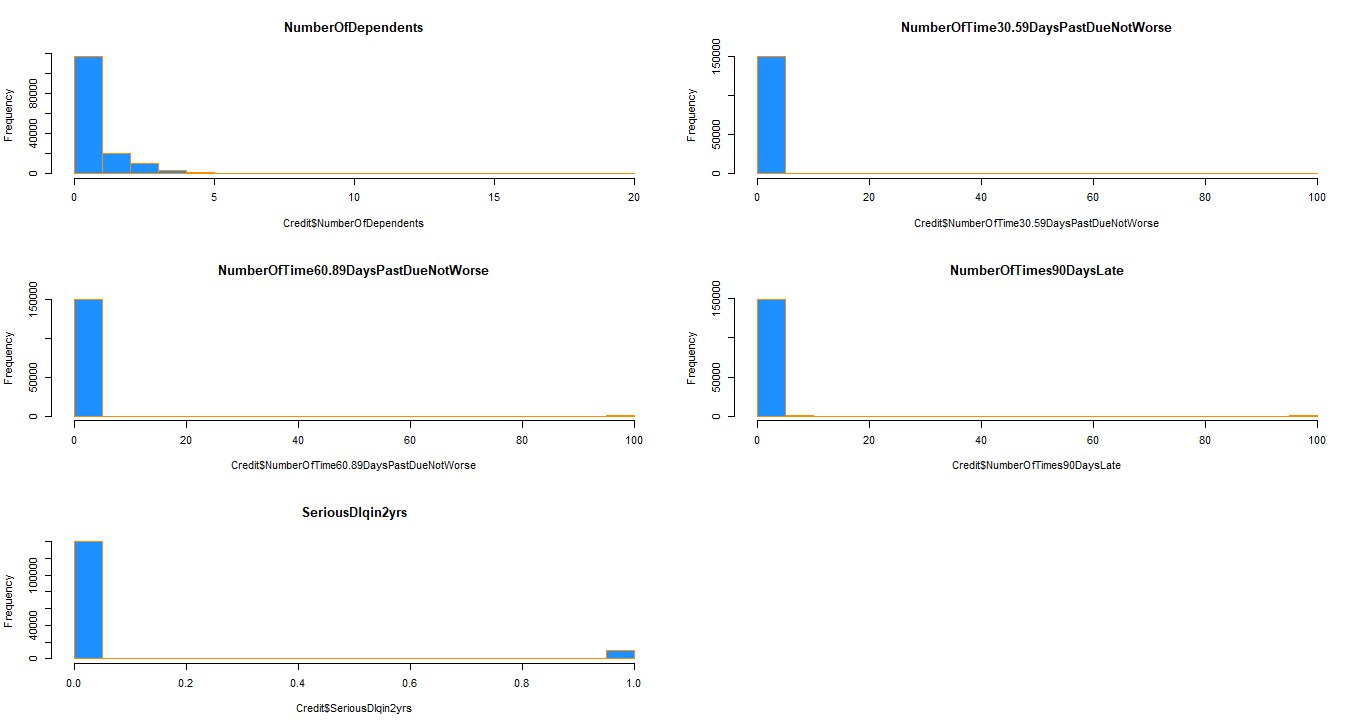 NumberOfDependents
Frequency
0 40000 80000
0 5 10 15 20
Credit$NumberOfDependents
NumberOfTime30.59DaysPastDueNotWorse
Frequency
0 50000 150000
0 20 40 60 80 100
Credit$NumberOfTime30.59DaysPastDueNotWorse
NumberOfTime60.89DaysPastDueNotWorse
Frequency
0 50000 150000
0 20 40 60 80 100
Credit$NumberOfTime60.89DaysPastDueNotWorse
NumberOfTimes90DaysLate
Frequency
0 50000 150000
0 20 40 60 80 100
Credit$NumberOfTimes90DaysLate
SeriousDlqin2yrs
Frequency
0 40000 100000
0.0 0.2 0.4 0.6 0.8 1.0
Credit$SeriousDlqin2yrs